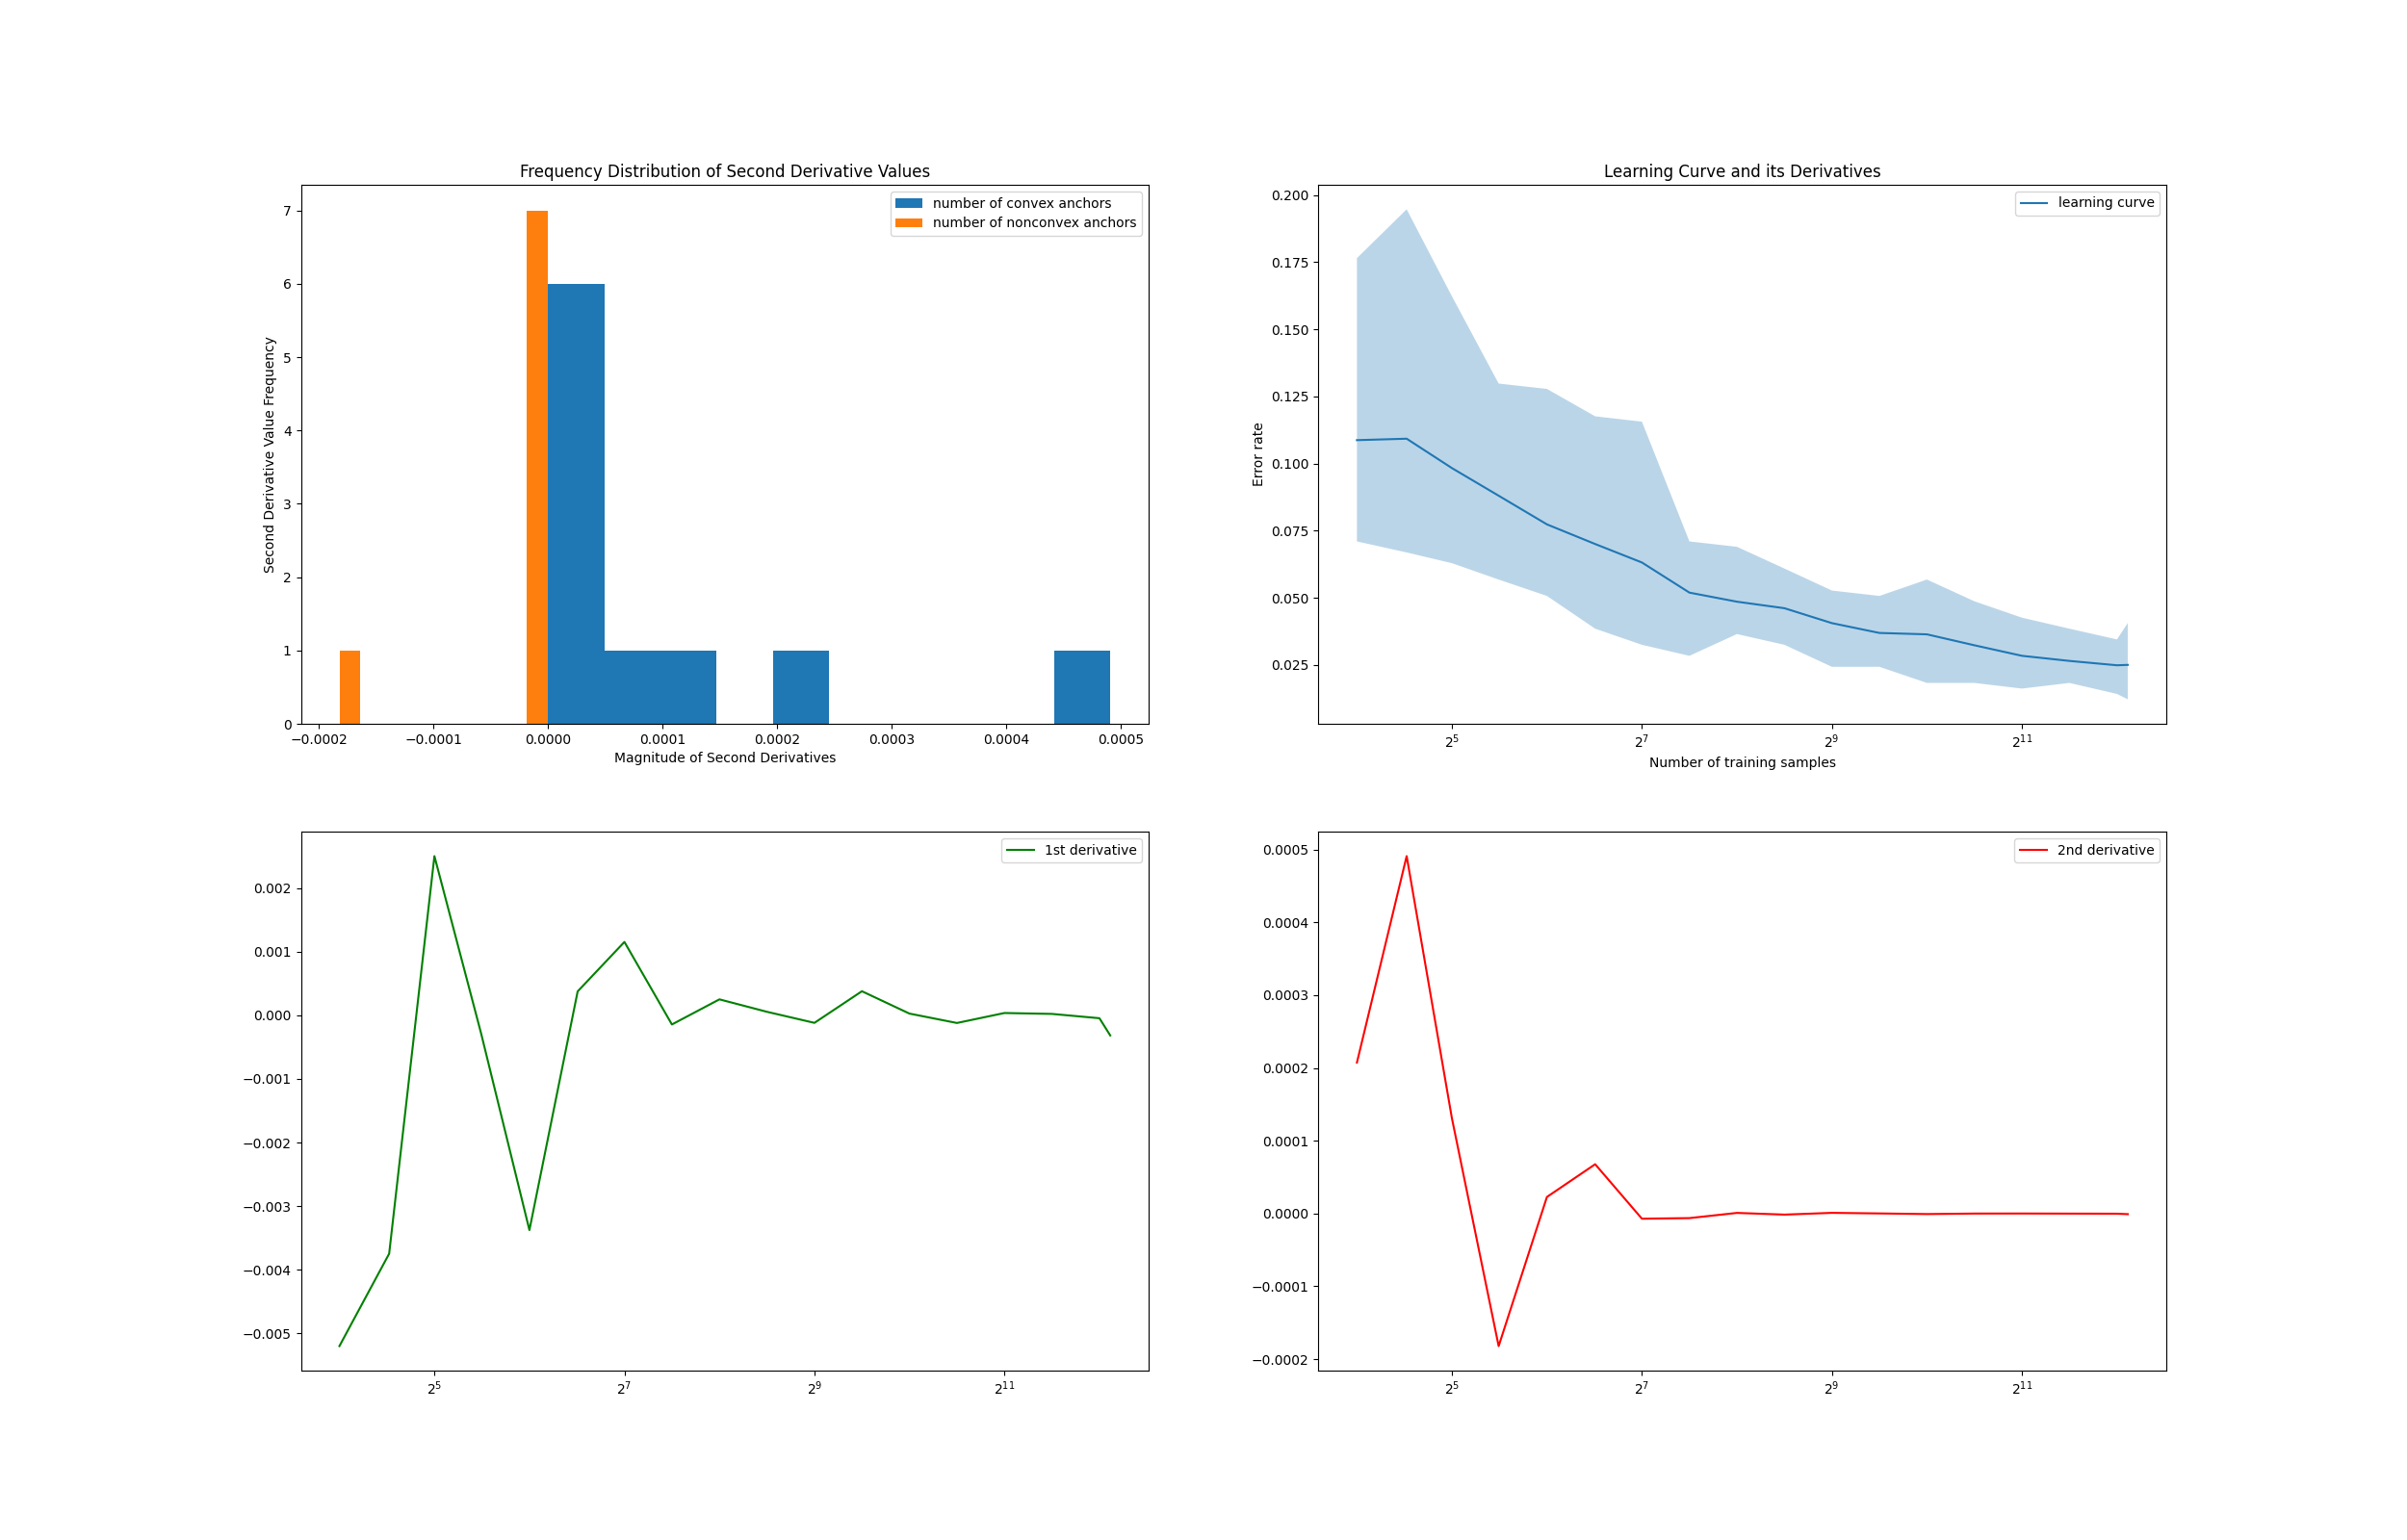 Frequency Distribution of Second Derivative Values
number of convex anchors
number of nonconvex anchors
Second Derivative Value Frequency
7
6
5
4
3
2
1
0
−0.0002 −0.0001 0.0000 0.0001 0.0002 0.0003 0.0004 0.0005
Magnitude of Second Derivatives
Learning Curve and its Derivatives
learning curve
Error rate
0.200
0.175
0.150
0.125
0.100
0.075
0.050
0.025
2^5 2^7 2^9 2^11
Number of training samples
1st derivative
0.002
0.001
0.000
−0.001
−0.002
−0.003
−0.004
−0.005
2^5 2^7 2^9 2^11
2nd derivative
0.0005
0.0004
0.0003
0.0002
0.0001
0.0000
−0.0001
−0.0002
2^5 2^7 2^9 2^11